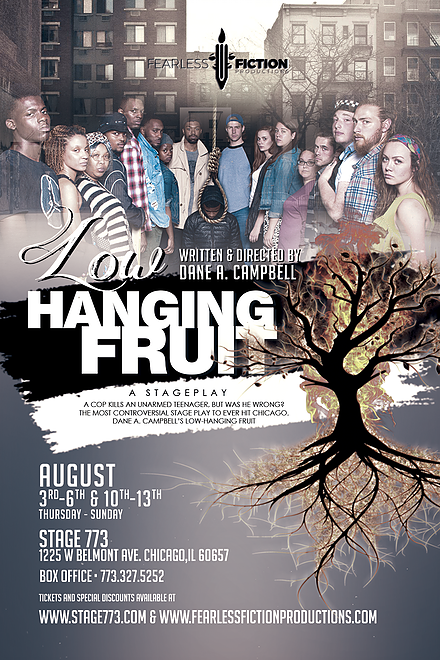 FEARLESS FICTION
PRODUCTIONS
Low
WRITTEN & DIRECTED BY
DANE A. CAMPBELL
HANGING
FRUIT
A STAGEPLAY
A COP KILLS AN UNARMED TEENAGER, BUT WAS HE WRONG?
THE MOST CONTROVERSIAL STAGE PLAY TO EVER HIT CHICAGO,
DANE A. CAMPBELL'S LOW-HANGING FRUIT
AUGUST
3RD-6TH & 10TH-13TH
THURSDAY - SUNDAY
STAGE 773
1225 W BELMONT AVE. CHICAGO,IL 60657
BOX OFFICE • 773.327.5252
TICKETS AND SPECIAL DISCOUNTS AVAILABLE AT
WWW.STAGE773.COM & WWW.FEARLESSFICTIONPRODUCTIONS.COM